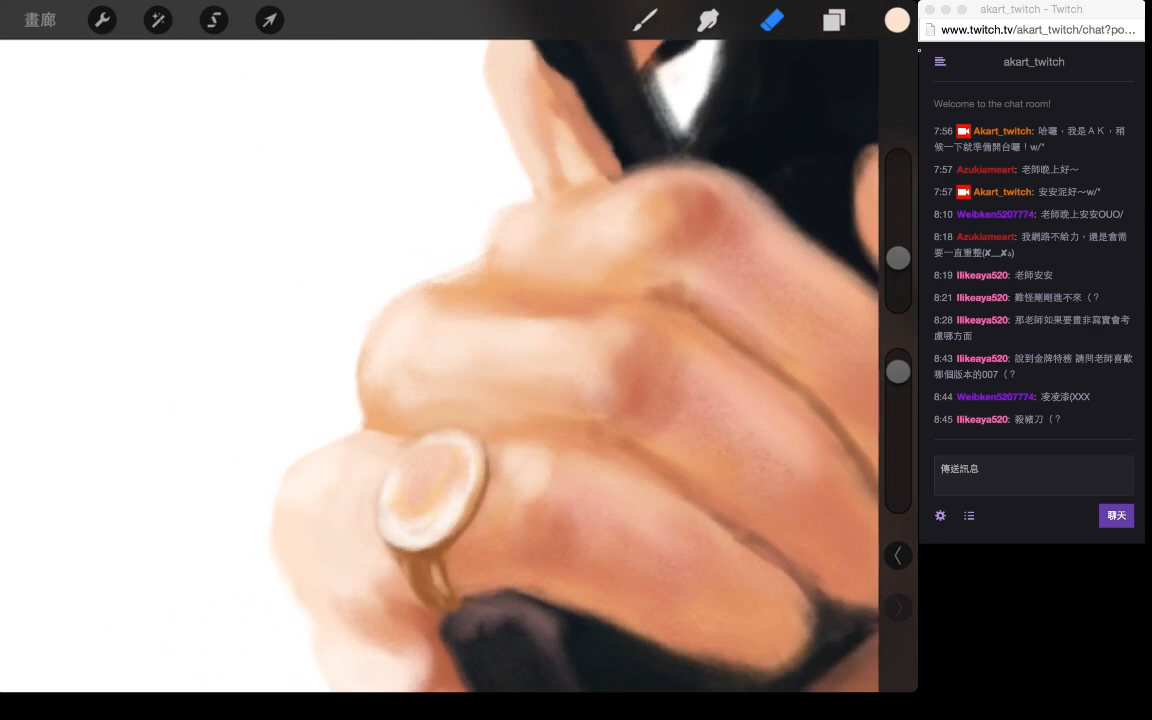 畫廊
akart_twitch - Twitch
www.twitch.tv/akart_twitch/chat?po…
akart_twitch
Welcome to the chat room!
7:56 Akart_twitch: 哈囉，我是ＡＫ，稍
候一下就準備開台囉！w/"
7:57 Azukiameart: 老師晚上好～
7:57 Akart_twitch: 安安泥好～w/"
8:10 Weibken5207774: 老師晚上安安OUO/
8:18 Azukiameart: 我網路不給力，還是會需
要一直重整(✘﹏✘ა)
8:19 Ilikeaya520: 老師安安
8:21 Ilikeaya520: 難怪剛剛進不來（？
8:28 Ilikeaya520: 那老師如果要畫非寫實會考
慮哪方面
8:43 Ilikeaya520: 說到金牌特務 請問老師喜歡
哪個版本的007（？
8:44 Weibken5207774: 凌凌漆(XXX
8:45 Ilikeaya520: 殺豬刀（？
傳送訊息
聊天